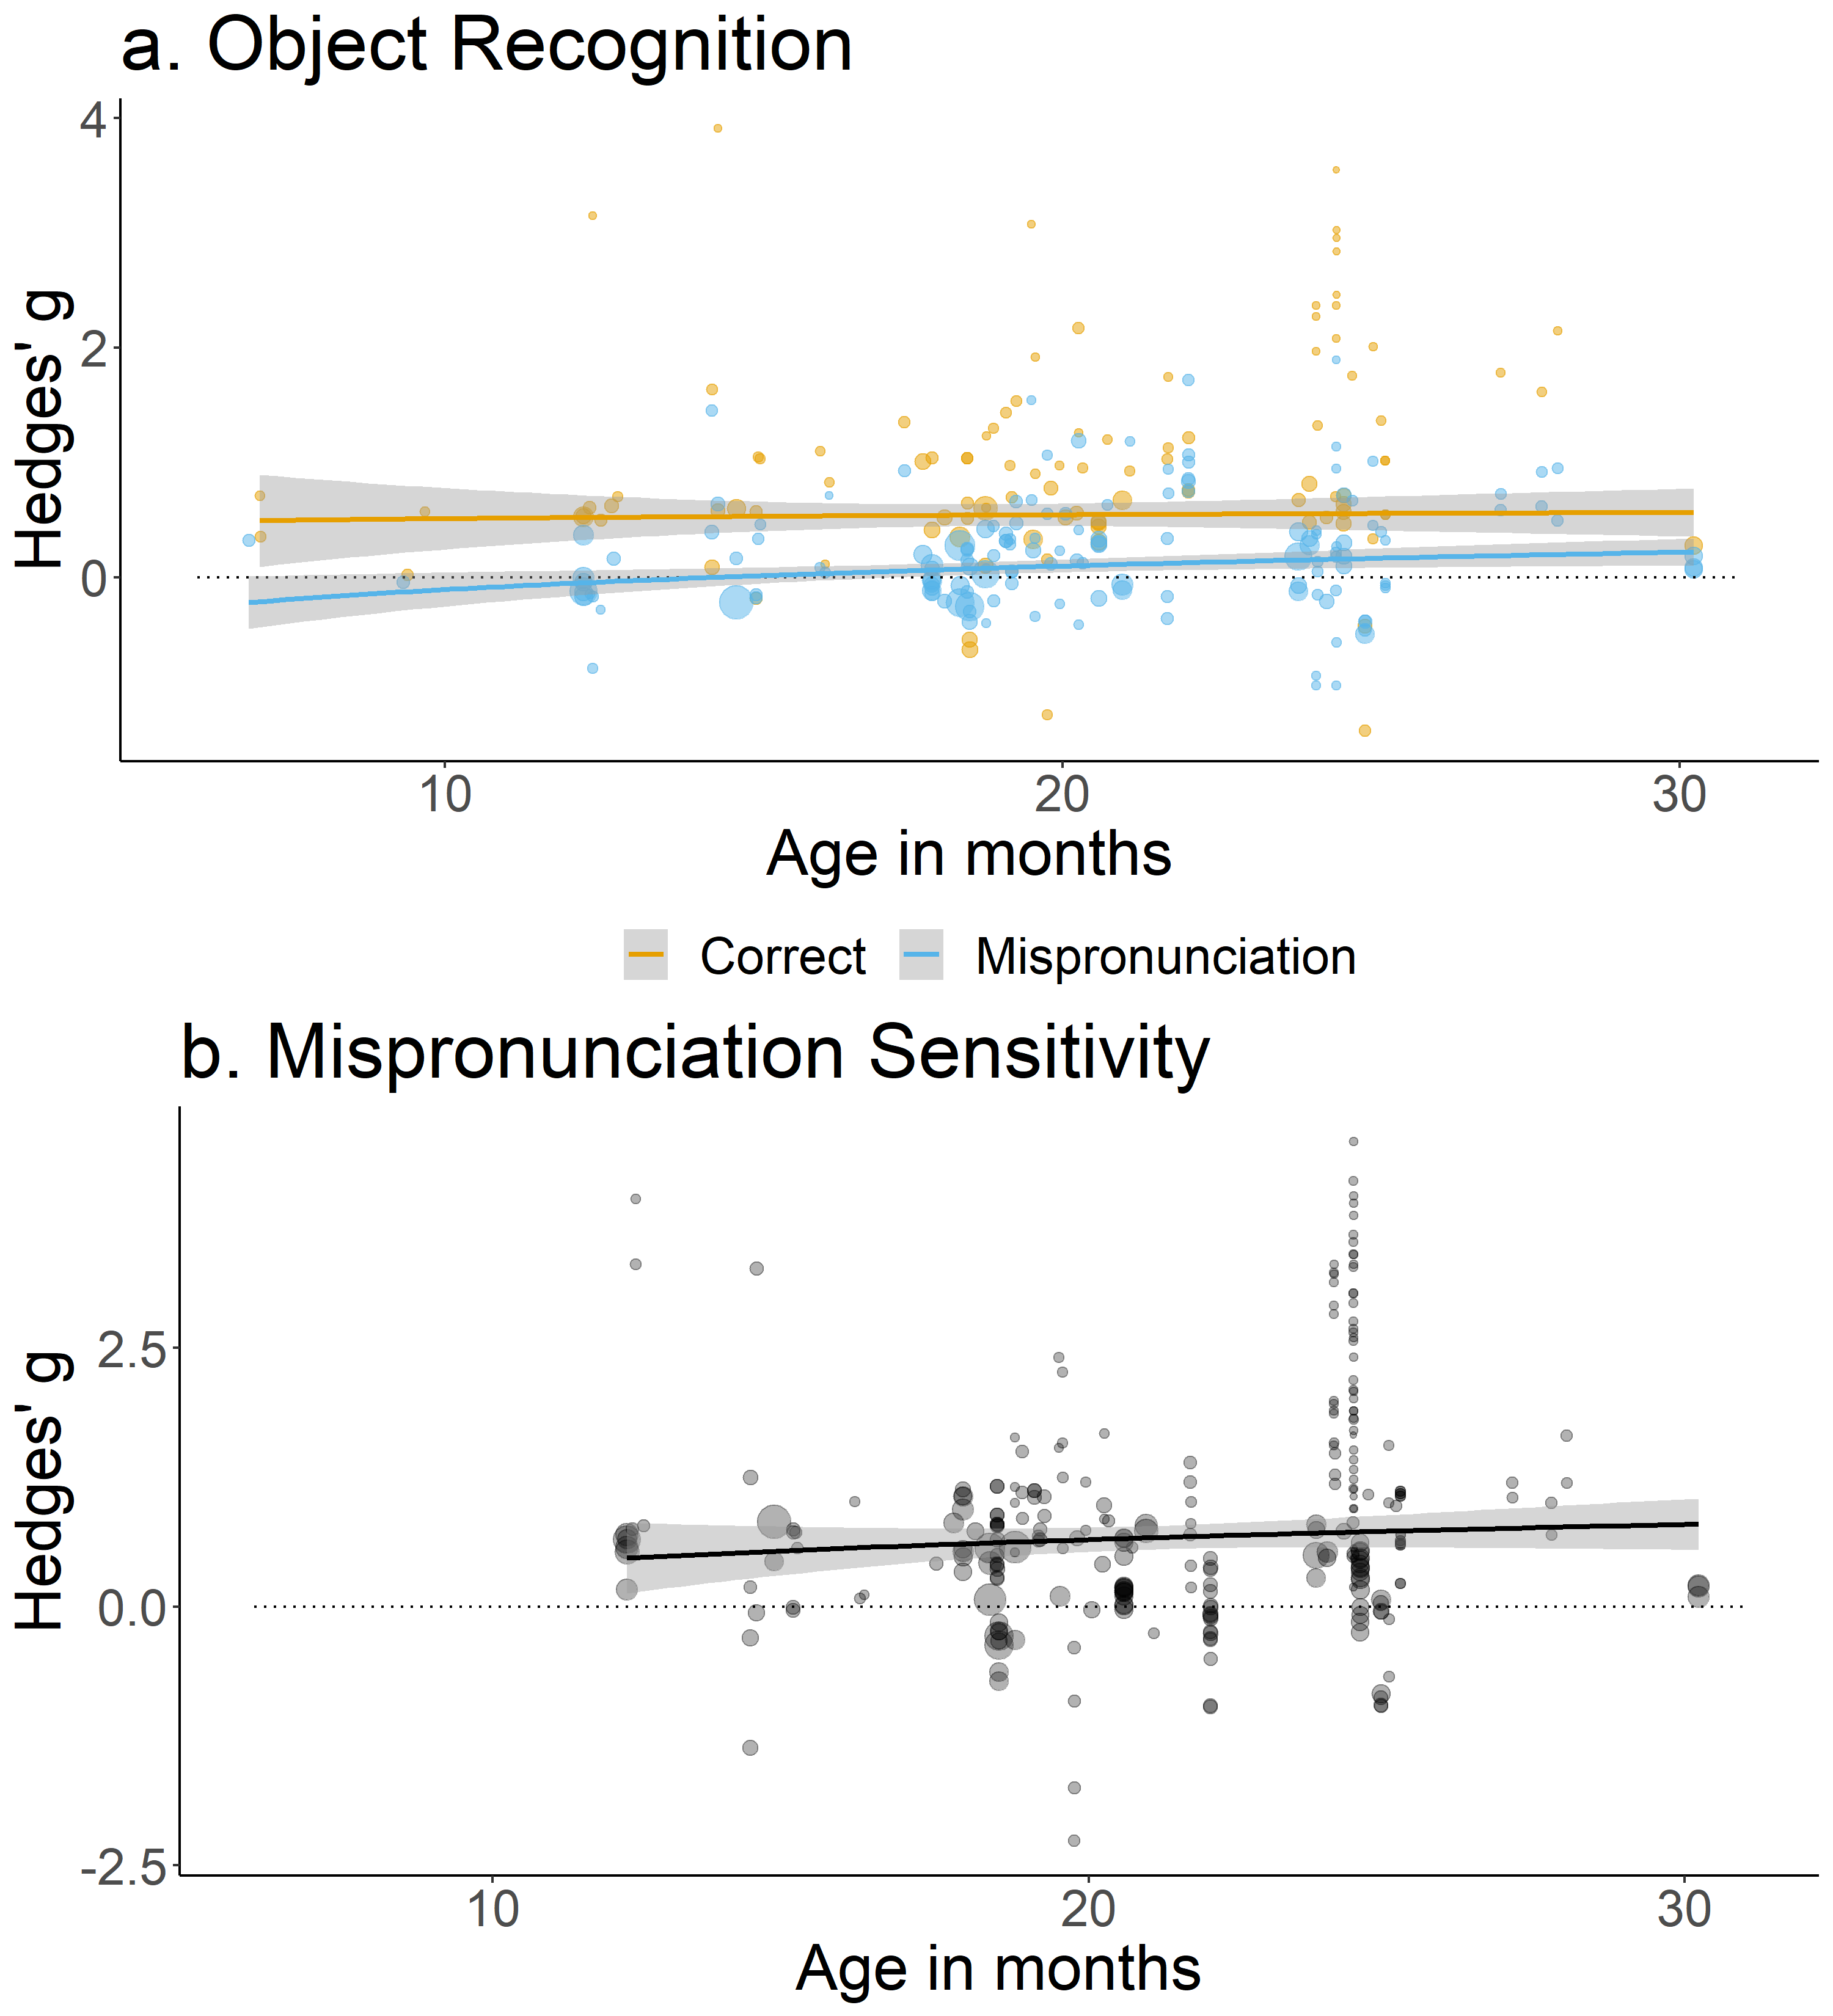 a. Object Recognition
Hedges' g
4
2
0
10
20
30
Age in months
Correct
Mispronunciation
b. Mispronunciation Sensitivity
Hedges' g
2.5
0.0
-2.5
10
20
30
Age in months